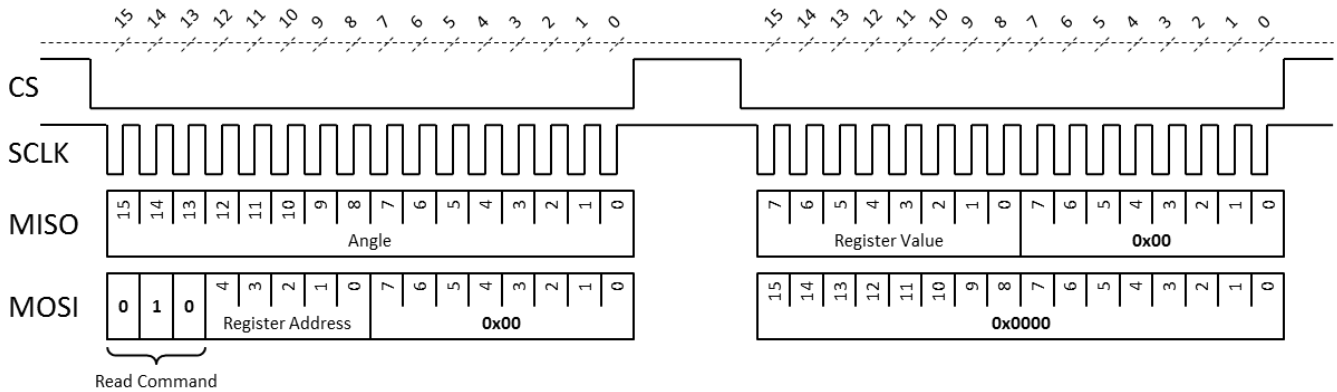 15 14 13 12 11 10 9 8 7 6 5 4 3 2 1 0 15 14 13 12 11 10 9 8 7 6 5 4 3 2 1 0
CS
SCLK
MISO 15 14 13 12 11 10 9 8 7 6 5 4 3 2 1 0 7 6 5 4 3 2 1 0 7 6 5 4 3 2 1 0
Angle Register Value 0x00
MOSI 0 1 0 4 3 2 1 0 7 6 5 4 3 2 1 0 15 14 13 12 11 10 9 8 7 6 5 4 3 2 1 0
Register Address 0x00 0x0000
Read Command